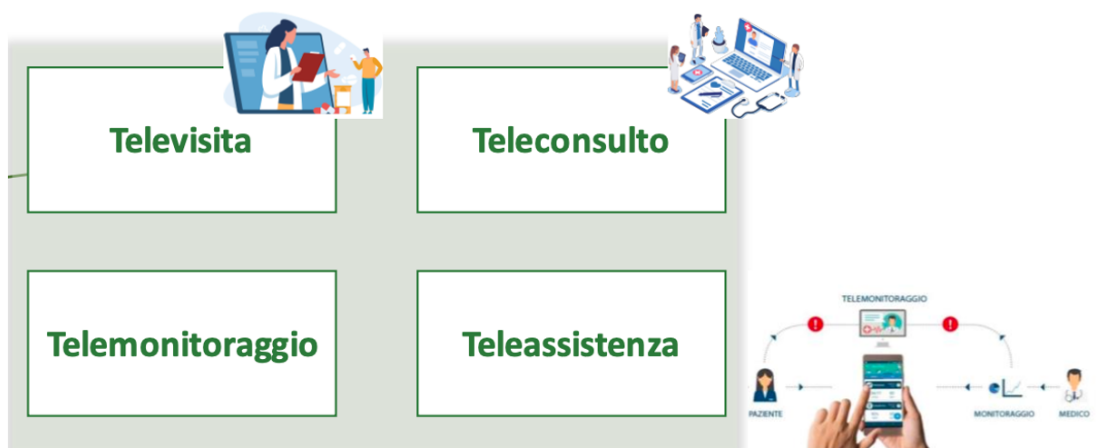 Televisita
Teleconsulto
Telemonitoraggio
Teleassistenza
TELEMONITORAGGIO
PAZIENTE
MONITORAGGIO
MEDICO